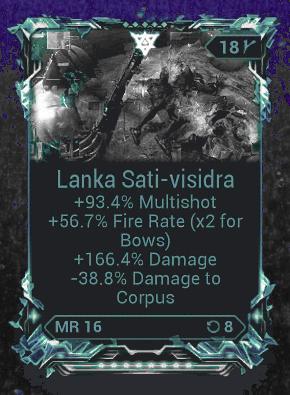 18
Lanka Sati-visidra
+93.4% Multishot
+56.7% Fire Rate (x2 for
Bows)
+166.4% Damage
-38.8% Damage to
Corpus
MR 16
8